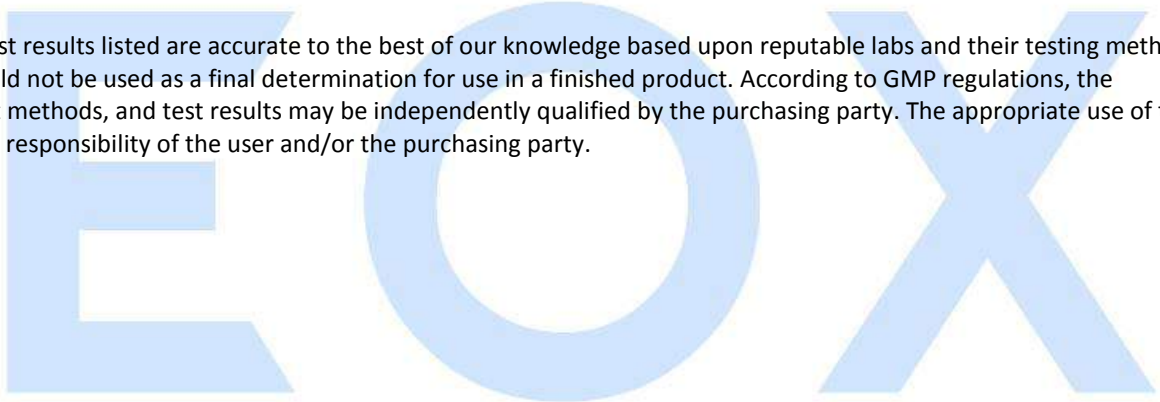 st results listed are accurate to the best of our knowledge based upon reputable labs and their testing meth
ld not be used as a final determination for use in a finished product. According to GMP regulations, the
methods, and test results may be independently qualified by the purchasing party. The appropriate use of
responsibility of the user and/or the purchasing party.
EOX